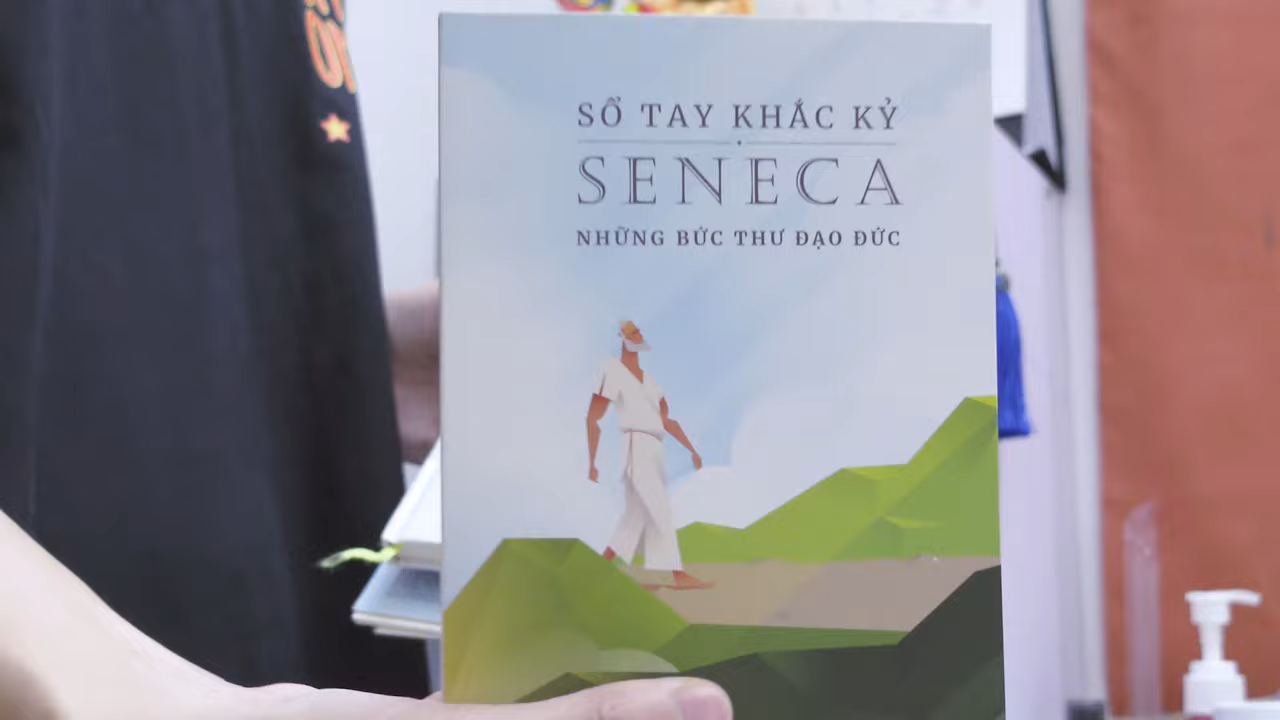 SỔ TAY KHẮC KỶ
SENECA
NHỮNG BỨC THƯ ĐẠO ĐỨC